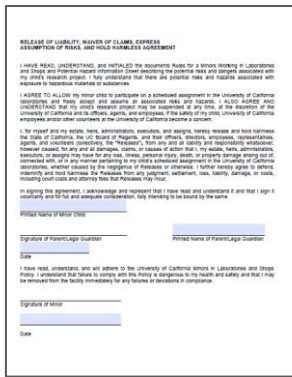 RELEASE OF LIABILITY, WAIVER OF CLAIMS, EXPRESS
ASSUMPTION OF RISKS, AND HOLD HARMLESS AGREEMENT
I HAVE READ, UNDERSTAND, and INITIALED the documents Rules for a Minors Working in Laboratories
and Shops and Potential Hazard Information Sheet describing the potential risks and dangers associated with
my child's research project. I fully understand that there are potential risks and hazards associated with
exposure to hazardous materials or substances.
I AGREE TO ALLOW my minor child to participate on a scheduled assignment in the University of California
laboratories and freely accept and assume all associated risks and hazards. I ALSO AGREE AND
UNDERSTAND that my child's research project may be suspended at any time, at the discretion of the
University of California and its officers, agents, and employees, if the safety of my child, University of California
employees and/or other volunteers at the University of California become a concern.
I, for myself and my estate, heirs, administrators, executors, and assigns, hereby release and hold harmless
the State of California, the UC Board of Regents, and their officers, directors, employees, representatives,
agents, and volunteers (collectively, the "Releasees"), from any and all liability and responsibility whatsoever,
however caused, for any and all damages, claims, or causes of action that I, my estate, heirs, administrators,
executors, or assigns may have for any loss, illness, personal injury, death, or property damage arising out of,
connected with, or in any manner pertaining to my child's scheduled assignment in the University of California
laboratories, whether caused by the negligence of Releasees or otherwise. I further hereby agree to defend,
indemnify and hold harmless the Releasees from any judgment, settlement, loss, liability, damage, or costs,
including court costs and attorney fees that Releasees may incur.
In signing this agreement, I acknowledge and represent that I have read and understand it and that I sign it
voluntarily and for full and adequate consideration, fully intending to be bound by the same.
Printed Name of Minor Child
Signature of Parent/Legal Guardian Printed Name of Parent/Legal Guardian
Date
I have read, understand, and will adhere to the University of California Minors in Laboratories and Shops
Policy. I understand that failure to comply with this Policy is dangerous to my health and safety and that I may
be removed from the facility immediately for any failures or deviations in compliance.
Signature of Minor
Date